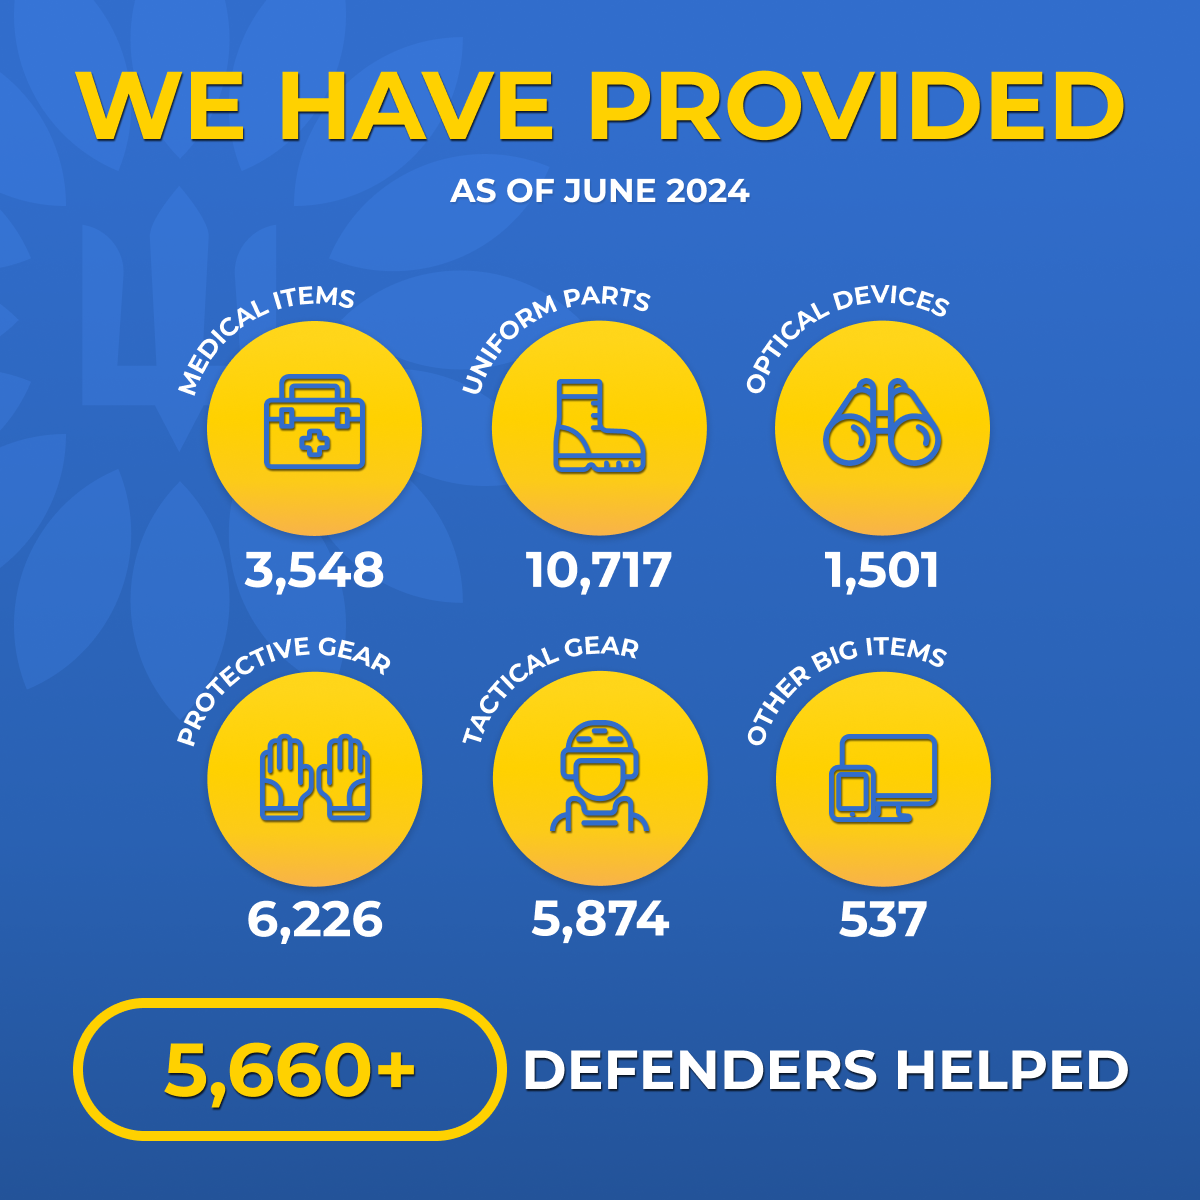 WE HAVE PROVIDED
AS OF JUNE 2024
MEDICAL ITEMS
3,548
UNIFORM PARTS
10,717
OPTICAL DEVICES
1,501
PROTECTIVE GEAR
6,226
TACTICAL GEAR
5,874
OTHER BIG ITEMS
537
5,660+ DEFENDERS HELPED